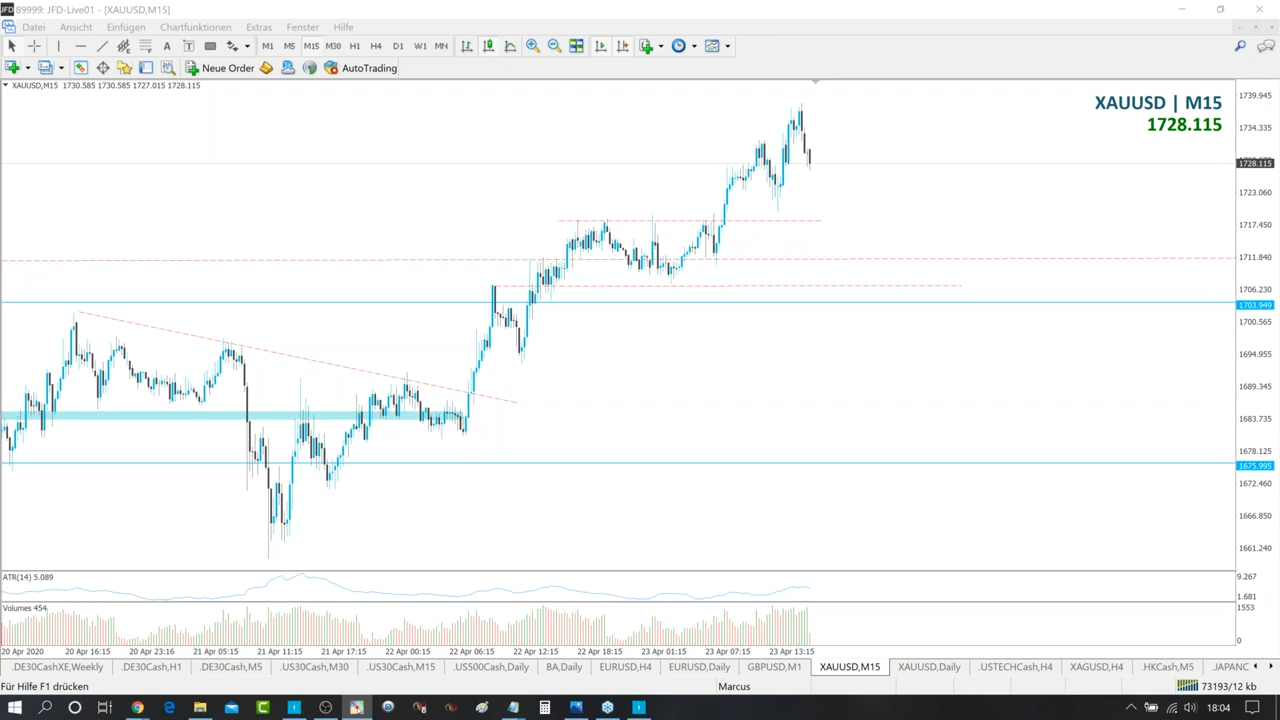 JFD 89999: JFD-Live01 - [XAUUSD,M15]
Datei Ansicht Einfügen Chartfunktionen Extras Fenster Hilfe
A T M1 M5 M15 M30 H1 H4 D1 W1 MN
Neue Order AutoTrading
XAUUSD,M15 1730.585 1730.585 1727.015 1728.115
XAUUSD | M15
1728.115
1739.945
1734.335
1728.115
1723.060
1717.450
1711.840
1706.230
1703.949
1700.565
1694.955
1689.345
1683.735
1678.125
1675.995
1672.460
1666.850
1661.240
ATR(14) 5.089
9.267
1.681
Volumes 454
1553
0
20 Apr 2020 20 Apr 16:15 20 Apr 23:16 21 Apr 05:15 21 Apr 11:15 21 Apr 17:15 22 Apr 00:15 22 Apr 06:15 22 Apr 12:15 22 Apr 18:15 23 Apr 01:15 23 Apr 07:15 23 Apr 13:15
.DE30CashXE,Weekly .DE30Cash,H1 .DE30Cash,M5 .US30Cash,M30 .US30Cash,M15 .US500Cash,Daily BA,Daily EURUSD,H4 EURUSD,Daily GBPUSD,M1 XAUUSD,M15 XAUUSD,Daily .USTECHCash,H4 XAGUSD,H4 .HKCash,M5 .JAPANC
Für Hilfe F1 drücken Marcus 73193/12 kb
18:04